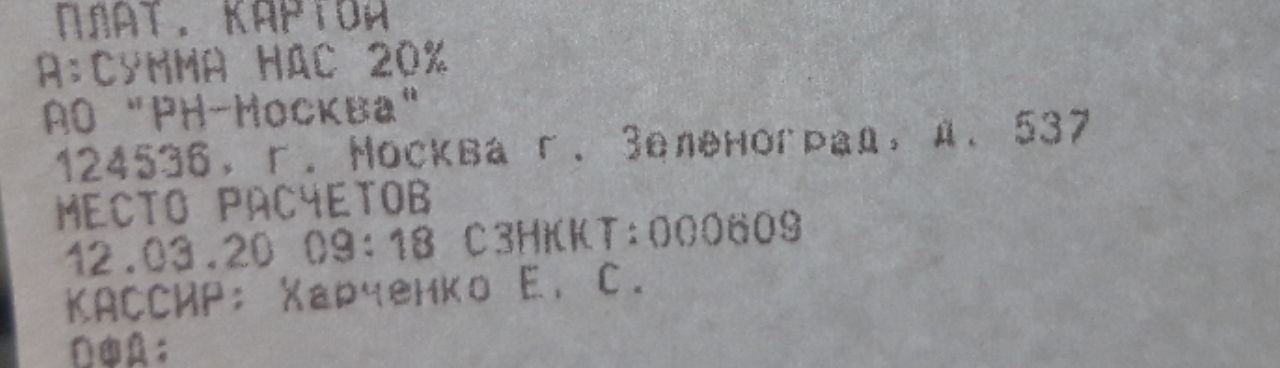 ПЛАТ. КАРТОЙ
А:СУММА НДС 20%
АО "РН-Москва"
124536, г. Москва г. Зеленоград, д. 537
МЕСТО РАСЧЕТОВ
12.03.20 09:18 СЗНККТ:000609
КАССИР: Харченко Е. С.
ОФД: